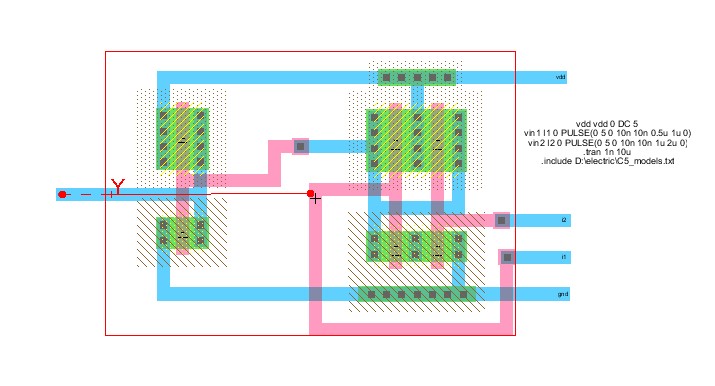 vdd
vdd vdd 0 DC 5
vin1 I1 0 PULSE(0 5 0 10n 10n 0.5u 1u 0)
vin2 I2 0 PULSE(0 5 0 10n 10n 1u 2u 0)
.tran 1n 10u
.include D:\electric\C5_models.txt
Y
I2
I1
gnd